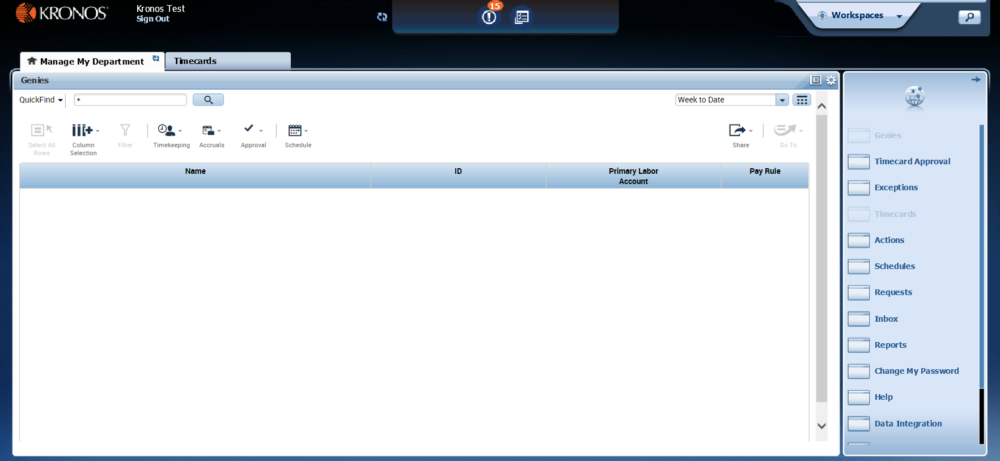 KRONOS
Kronos Test
Sign Out
15
Workspaces
Manage My Department
Timecards
Genies
QuickFind
*
Week to Date
Select All
Rows
Column
Selection
Filter
Timekeeping
Accruals
Approval
Schedule
Share
Go To
Name
ID
Primary Labor
Account
Pay Rule
Genies
Timecard Approval
Exceptions
Timecards
Actions
Schedules
Requests
Inbox
Reports
Change My Password
Help
Data Integration